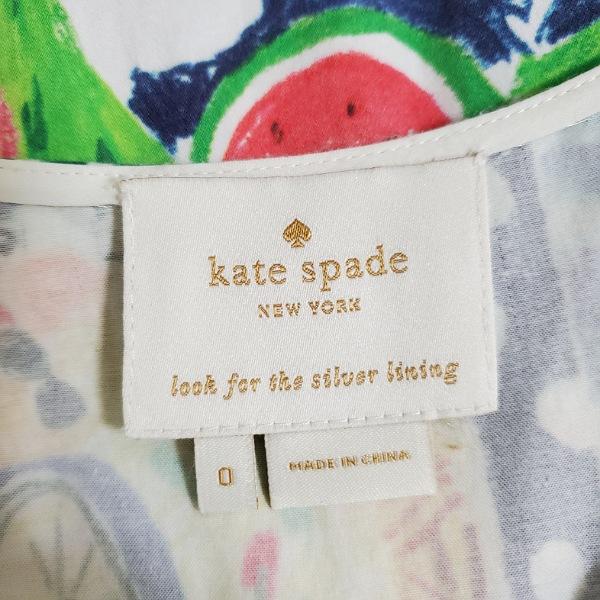 kate spade
NEW YORK
look for the silver lining
0
MADE IN CHINA